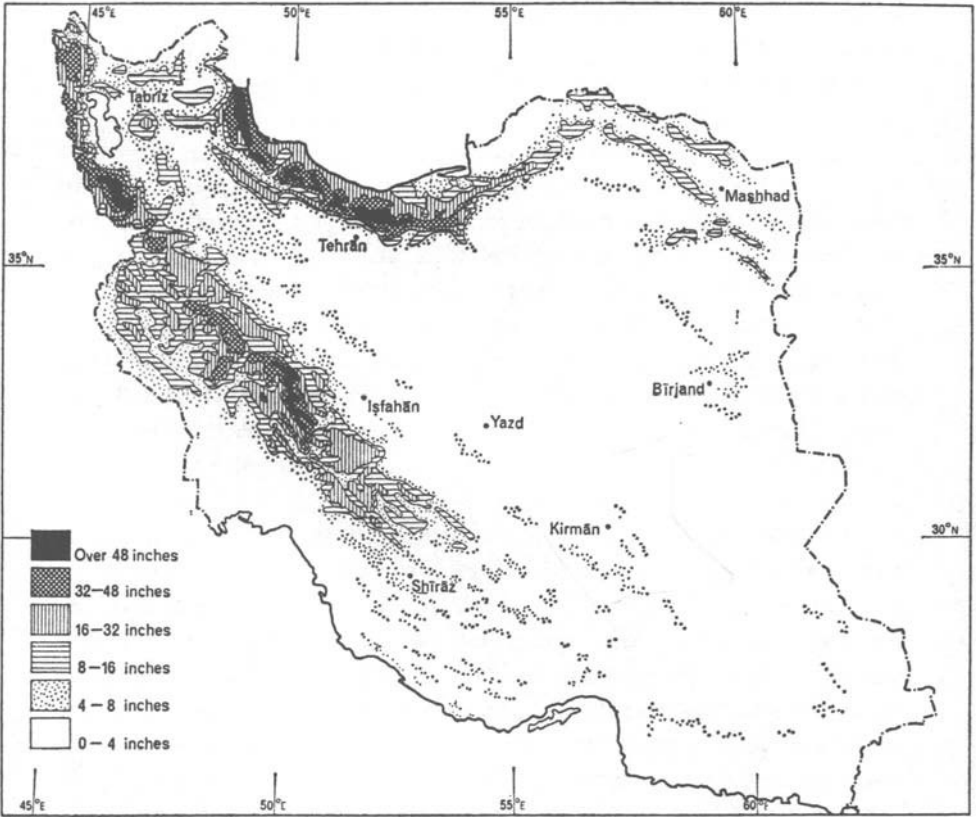 45°E 50°E 55°E 60°E
Tabrīz
Mashhad
Tehrān
35°N 35°N
Bīrjand
Iṣfahān
Yazd
Kirmān
30°N
Shīrāz
Over 48 inches
32–48 inches
16–32 inches
8–16 inches
4–8 inches
0–4 inches
45°E 50°E 55°E 60°E